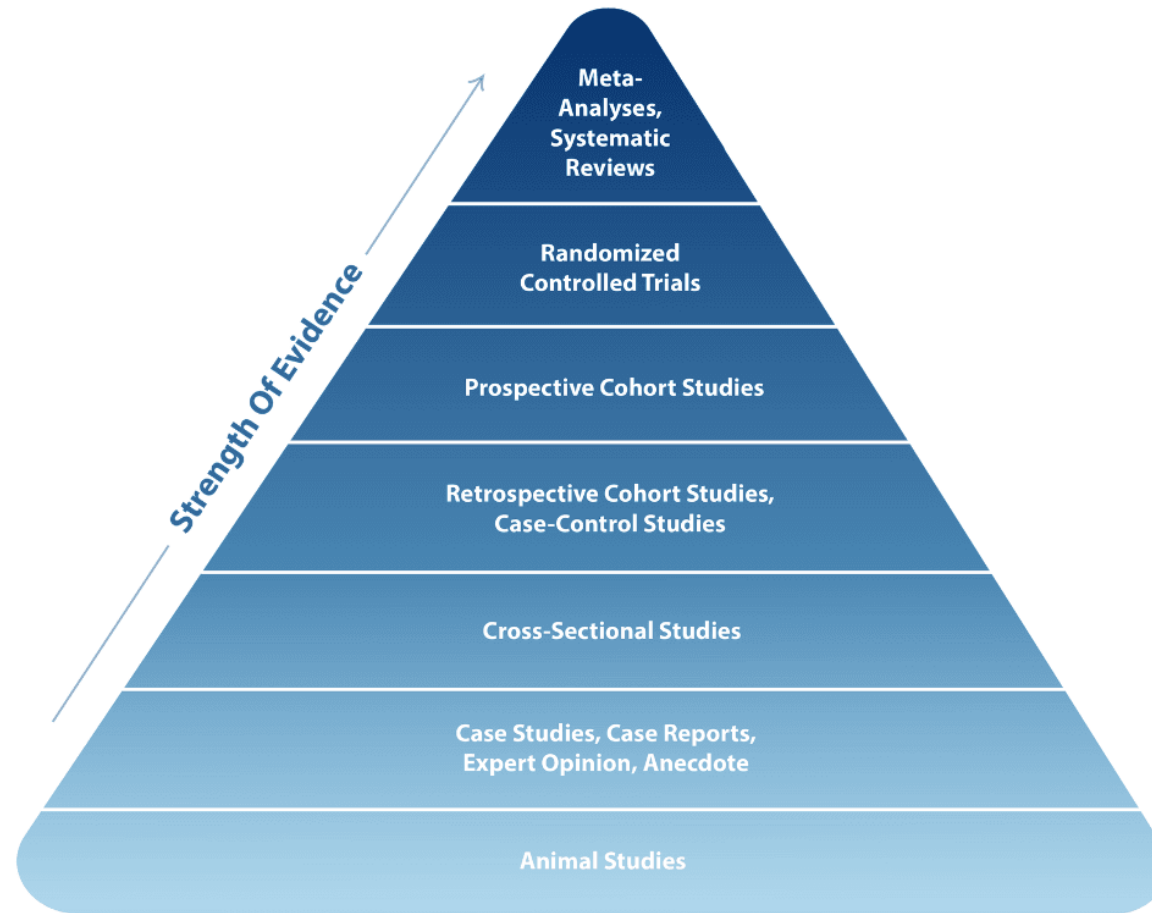 Meta-
Analyses,
Systematic
Reviews
Randomized
Controlled Trials
Prospective Cohort Studies
Retrospective Cohort Studies,
Case-Control Studies
Cross-Sectional Studies
Case Studies, Case Reports,
Expert Opinion, Anecdote
Animal Studies
Strength Of Evidence